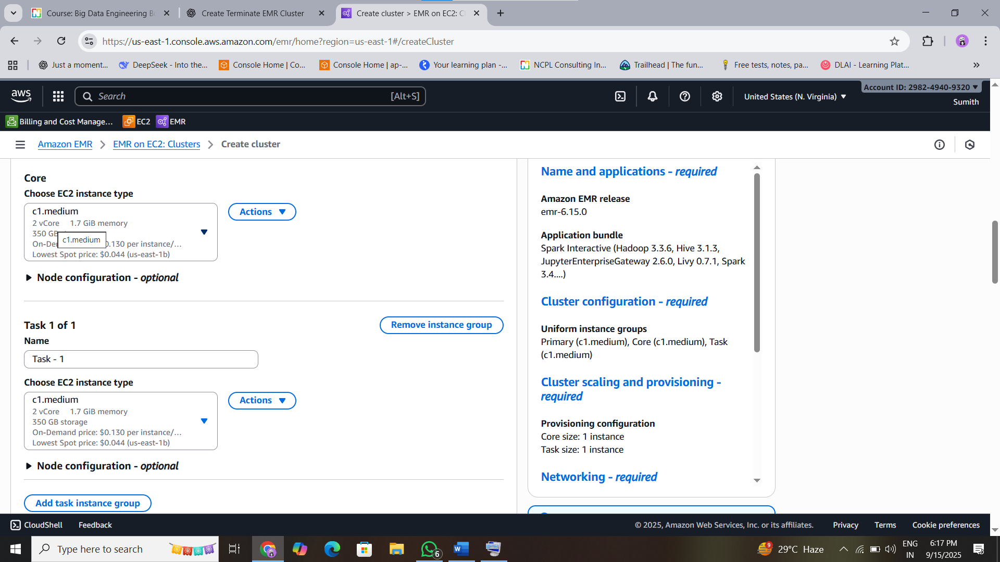 Course: Big Data Engineering B
Create Terminate EMR Cluster
Create cluster > EMR on EC2: Cl
https://us-east-1.console.aws.amazon.com/emr/home?region=us-east-1#/createCluster
Just a moment...
DeepSeek - Into the...
Console Home | Co...
Console Home | ap-...
Your learning plan -...
NCPL Consulting In...
Trailhead | The fun...
Free tests, notes, pa...
DLAI - Learning Plat...
aws
Search
[Alt+S]
United States (N. Virginia)
Account ID: 2982-4940-9320
Sumith
Billing and Cost Manage...
EC2
EMR
Amazon EMR
EMR on EC2: Clusters
Create cluster
Core
Choose EC2 instance type
c1.medium
2 vCore 1.7 GiB memory
350 GB
c1.medium
On-De 0.130 per instance/...
Lowest Spot price: $0.044 (us-east-1b)
Actions
Node configuration - optional
Task 1 of 1
Remove instance group
Name
Task - 1
Choose EC2 instance type
c1.medium
2 vCore 1.7 GiB memory
350 GB storage
On-Demand price: $0.130 per instance/...
Lowest Spot price: $0.044 (us-east-1b)
Actions
Node configuration - optional
Add task instance group
Name and applications - required
Amazon EMR release
emr-6.15.0
Application bundle
Spark Interactive (Hadoop 3.3.6, Hive 3.1.3,
JupyterEnterpriseGateway 2.6.0, Livy 0.7.1, Spark
3.4....)
Cluster configuration - required
Uniform instance groups
Primary (c1.medium), Core (c1.medium), Task
(c1.medium)
Cluster scaling and provisioning -
required
Provisioning configuration
Core size: 1 instance
Task size: 1 instance
Networking - required
CloudShell
Feedback
© 2025, Amazon Web Services, Inc. or its affiliates.
Privacy
Terms
Cookie preferences
Type here to search
6
9
29°C Haze
ENG
IN
6:17 PM
9/15/2025